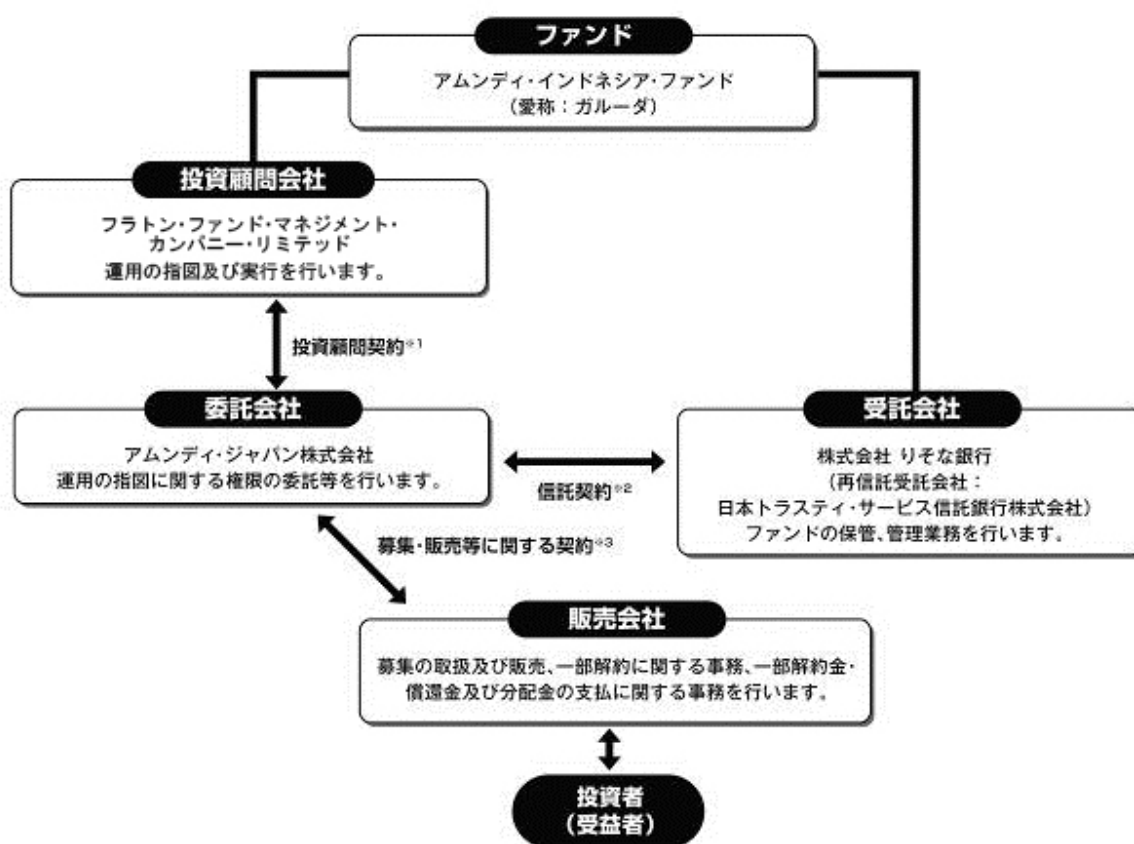 ファンド
アムンディ・インドネシア・ファンド
（愛称：ガルーダ）
投資顧問会社
フラトン・ファンド・マネジメント・
カンパニー・リミテッド
運用の指図及び実行を行います。
投資顧問契約※1
委託会社
アムンディ・ジャパン株式会社
運用の指図に関する権限の委託等を行います。
信託契約※2
受託会社
株式会社 りそな銀行
（再信託受託会社：
日本トラスティ・サービス信託銀行株式会社）
ファンドの保管、管理業務を行います。
募集・販売等に関する契約※3
販売会社
募集の取扱及び販売、一部解約に関する事務、一部解約金・
償還金及び分配金の支払に関する事務を行います。
投資者
（受益者）